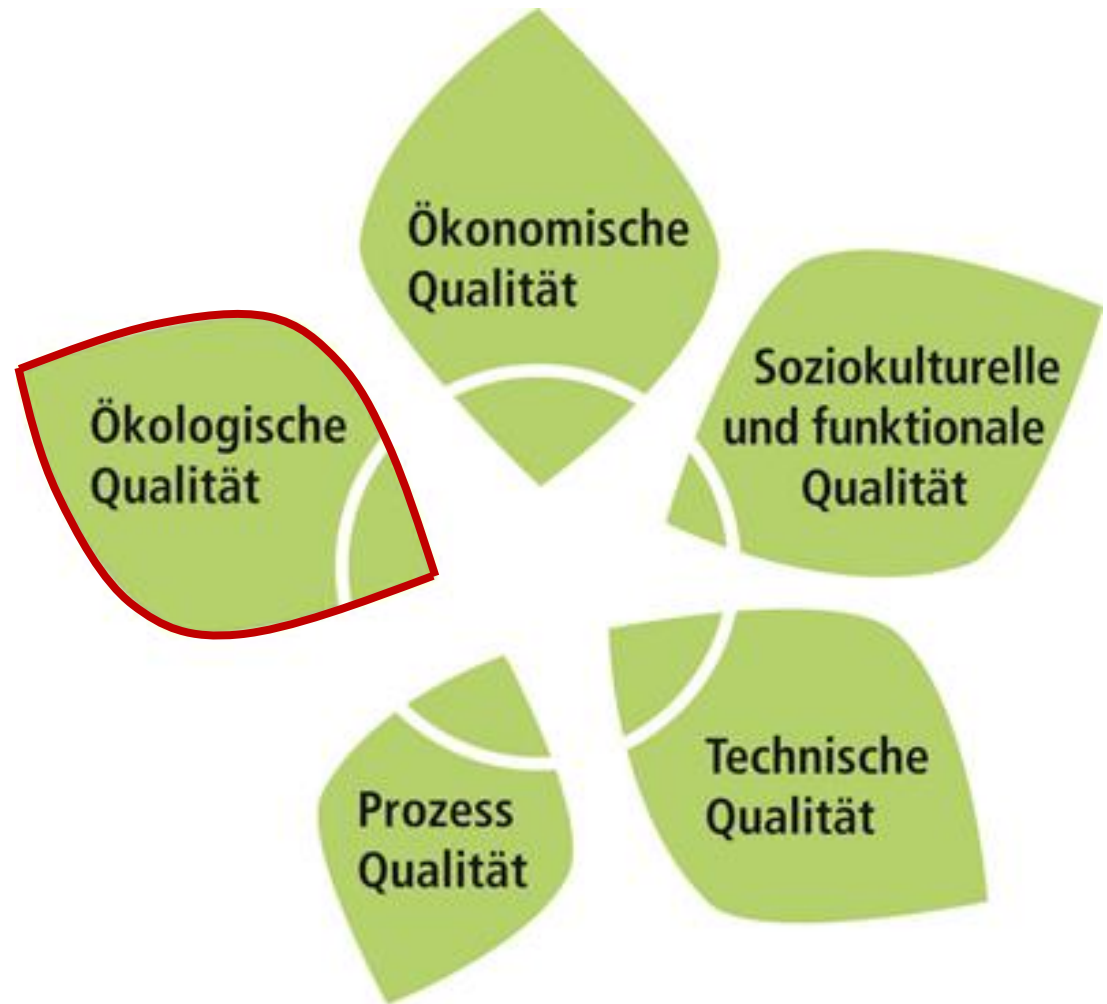 Ökonomische
Qualität
Ökologische
Qualität
Soziokulturelle
und funktionale
Qualität
Technische
Qualität
Prozess
Qualität